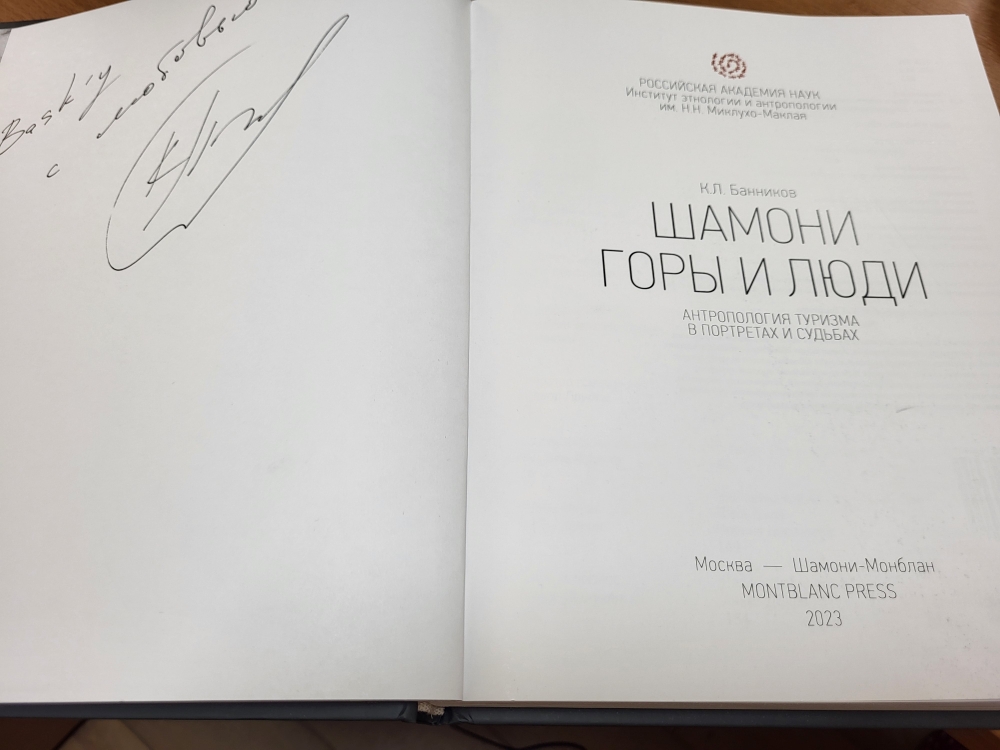 Bask'у
с любовью
РОССИЙСКАЯ АКАДЕМИЯ НАУК
Институт этнологии и антропологии
им. Н.Н. Миклухо-Маклая
К.Л. Банников
ШАМОНИ
ГОРЫ И ЛЮДИ
АНТРОПОЛОГИЯ ТУРИЗМА
В ПОРТРЕТАХ И СУДЬБАХ
Москва — Шамони-Монблан
MONTBLANC PRESS
2023